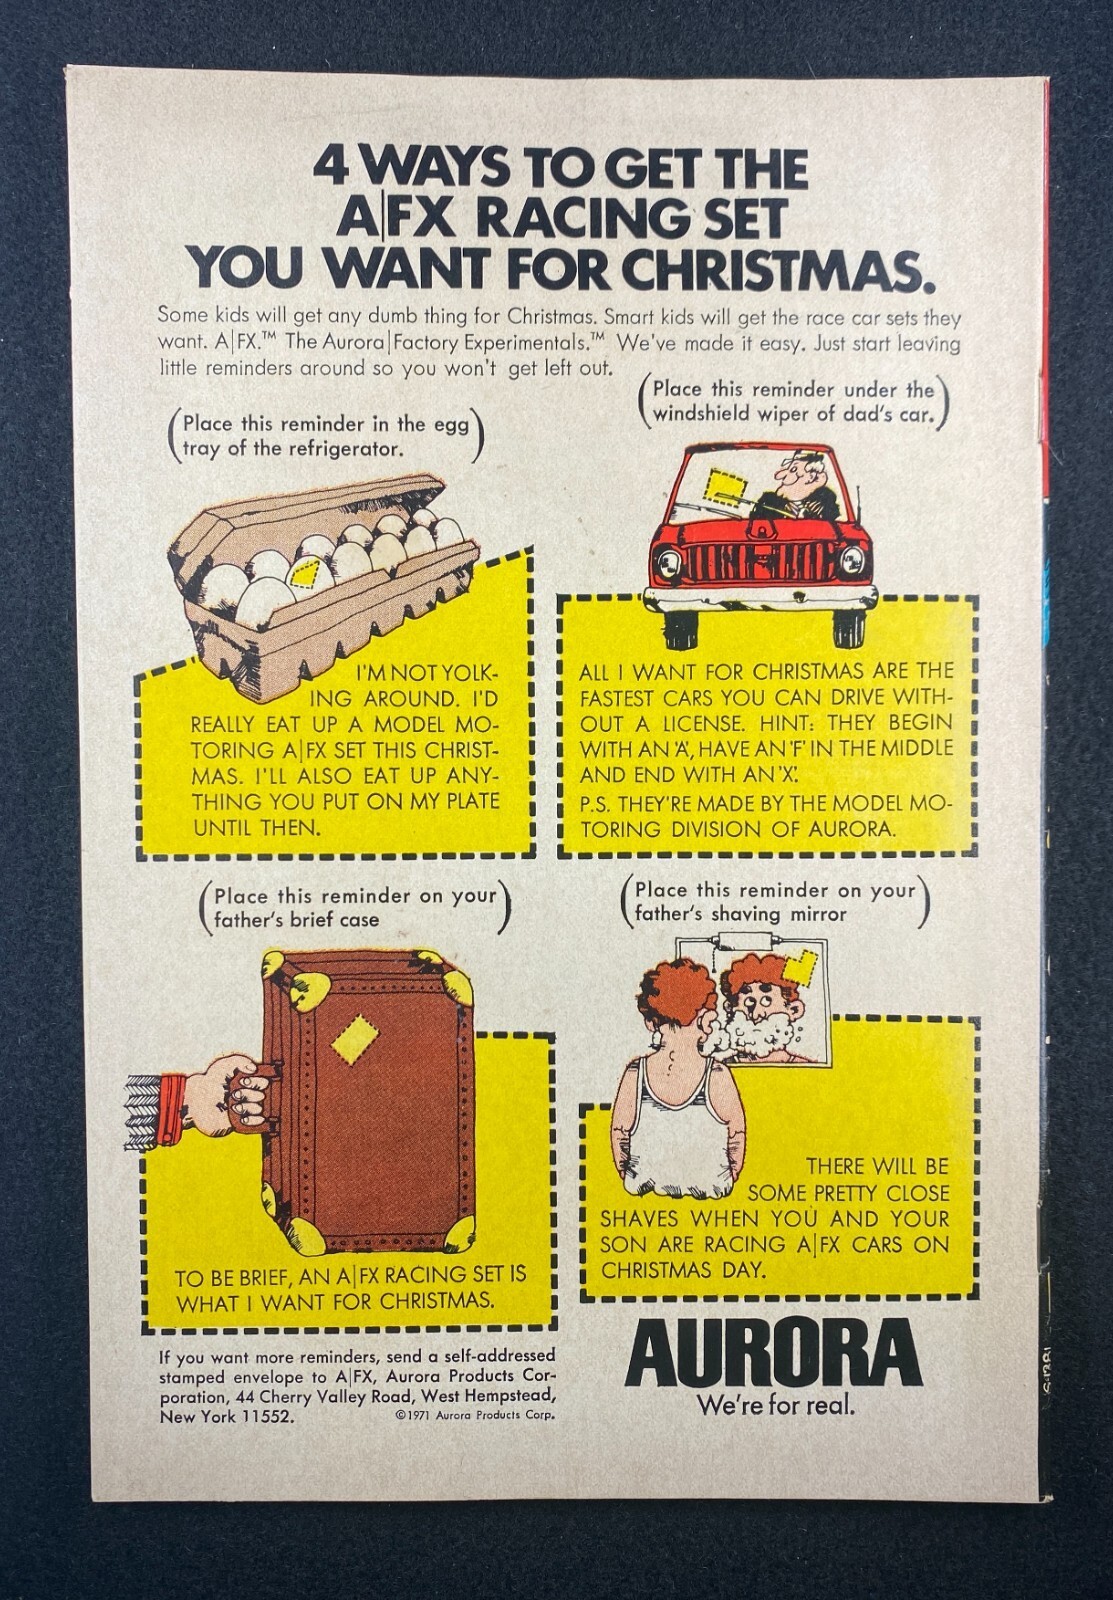 4 WAYS TO GET THE
A|FX RACING SET
YOU WANT FOR CHRISTMAS.
Some kids will get any dumb thing for Christmas. Smart kids will get the race car sets they
want. A|FX.™ The Aurora|Factory Experimentals.™ We've made it easy. Just start leaving
little reminders around so you won't get left out.
(Place this reminder in the egg
tray of the refrigerator.)
(Place this reminder under the
windshield wiper of dad's car.)
I'M NOT YOLK-
ING AROUND. I'D
REALLY EAT UP A MODEL MO-
TORING A|FX SET THIS CHRIST-
MAS. I'LL ALSO EAT UP ANY-
THING YOU PUT ON MY PLATE
UNTIL THEN.
ALL I WANT FOR CHRISTMAS ARE THE
FASTEST CARS YOU CAN DRIVE WITH-
OUT A LICENSE. HINT: THEY BEGIN
WITH AN 'A', HAVE AN 'F' IN THE MIDDLE
AND END WITH AN 'X'.
P.S. THEY'RE MADE BY THE MODEL MO-
TORING DIVISION OF AURORA.
(Place this reminder on your
father's brief case)
(Place this reminder on your
father's shaving mirror)
TO BE BRIEF, AN A|FX RACING SET IS
WHAT I WANT FOR CHRISTMAS.
THERE WILL BE
SOME PRETTY CLOSE
SHAVES WHEN YOU AND YOUR
SON ARE RACING A|FX CARS ON
CHRISTMAS DAY.
If you want more reminders, send a self-addressed
stamped envelope to A|FX, Aurora Products Cor-
poration, 44 Cherry Valley Road, West Hempstead,
New York 11552. ©1971 Aurora Products Corp.
AURORA
We're for real.